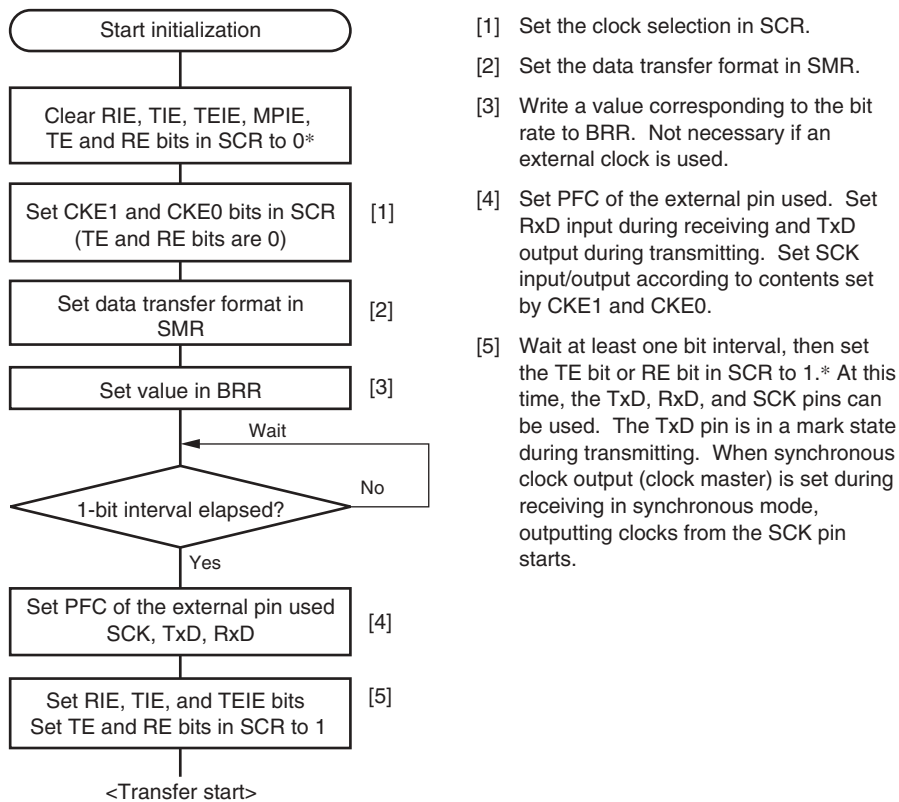 Start initialization
Clear RIE, TIE, TEIE, MPIE,
TE and RE bits in SCR to 0*
Set CKE1 and CKE0 bits in SCR
(TE and RE bits are 0)
[1]
Set data transfer format in
SMR
[2]
Set value in BRR
[3]
Wait
1-bit interval elapsed?
No
Yes
Set PFC of the external pin used
SCK, TxD, RxD
[4]
Set RIE, TIE, and TEIE bits
Set TE and RE bits in SCR to 1
[5]
<Transfer start>
[1] Set the clock selection in SCR.
[2] Set the data transfer format in SMR.
[3] Write a value corresponding to the bit
rate to BRR. Not necessary if an
external clock is used.
[4] Set PFC of the external pin used. Set
RxD input during receiving and TxD
output during transmitting. Set SCK
input/output according to contents set
by CKE1 and CKE0.
[5] Wait at least one bit interval, then set
the TE bit or RE bit in SCR to 1.* At this
time, the TxD, RxD, and SCK pins can
be used. The TxD pin is in a mark state
during transmitting. When synchronous
clock output (clock master) is set during
receiving in synchronous mode,
outputting clocks from the SCK pin
starts.